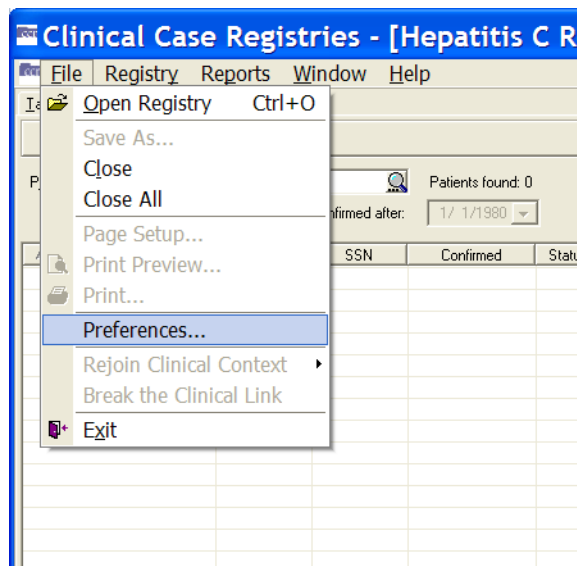 Clinical Case Registries - [Hepatitis C R
File Registry Reports Window Help
Open Registry Ctrl+O
Save As...
Close
Patients found: 0
Close All
nfirmed after: 1/ 1/1980
Page Setup...
SSN Confirmed Statu
Print Preview...
Print...
Preferences...
Rejoin Clinical Context
Break the Clinical Link
Exit